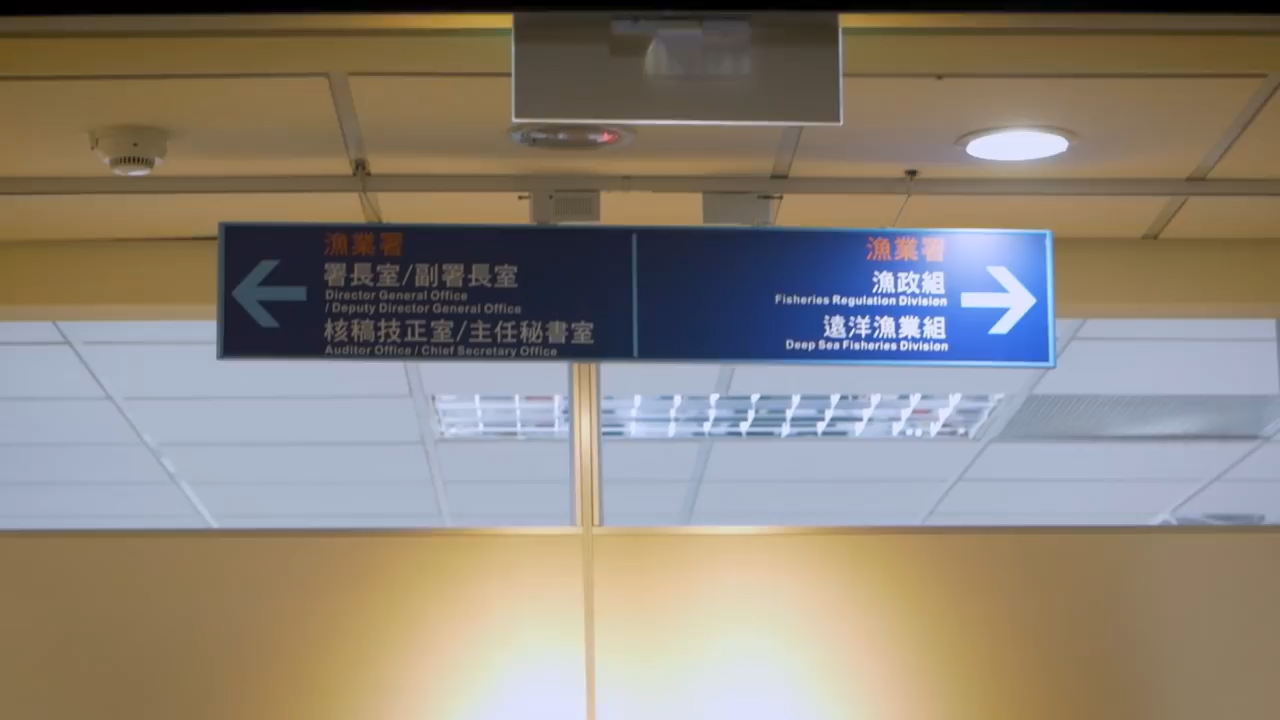 漁業署
署長室/副署長室
Director General Office
/ Deputy Director General Office
核稿技正室/主任秘書室
Auditor Office / Chief Secretary Office
漁業署
漁政組
Fisheries Regulation Division
遠洋漁業組
Deep Sea Fisheries Division